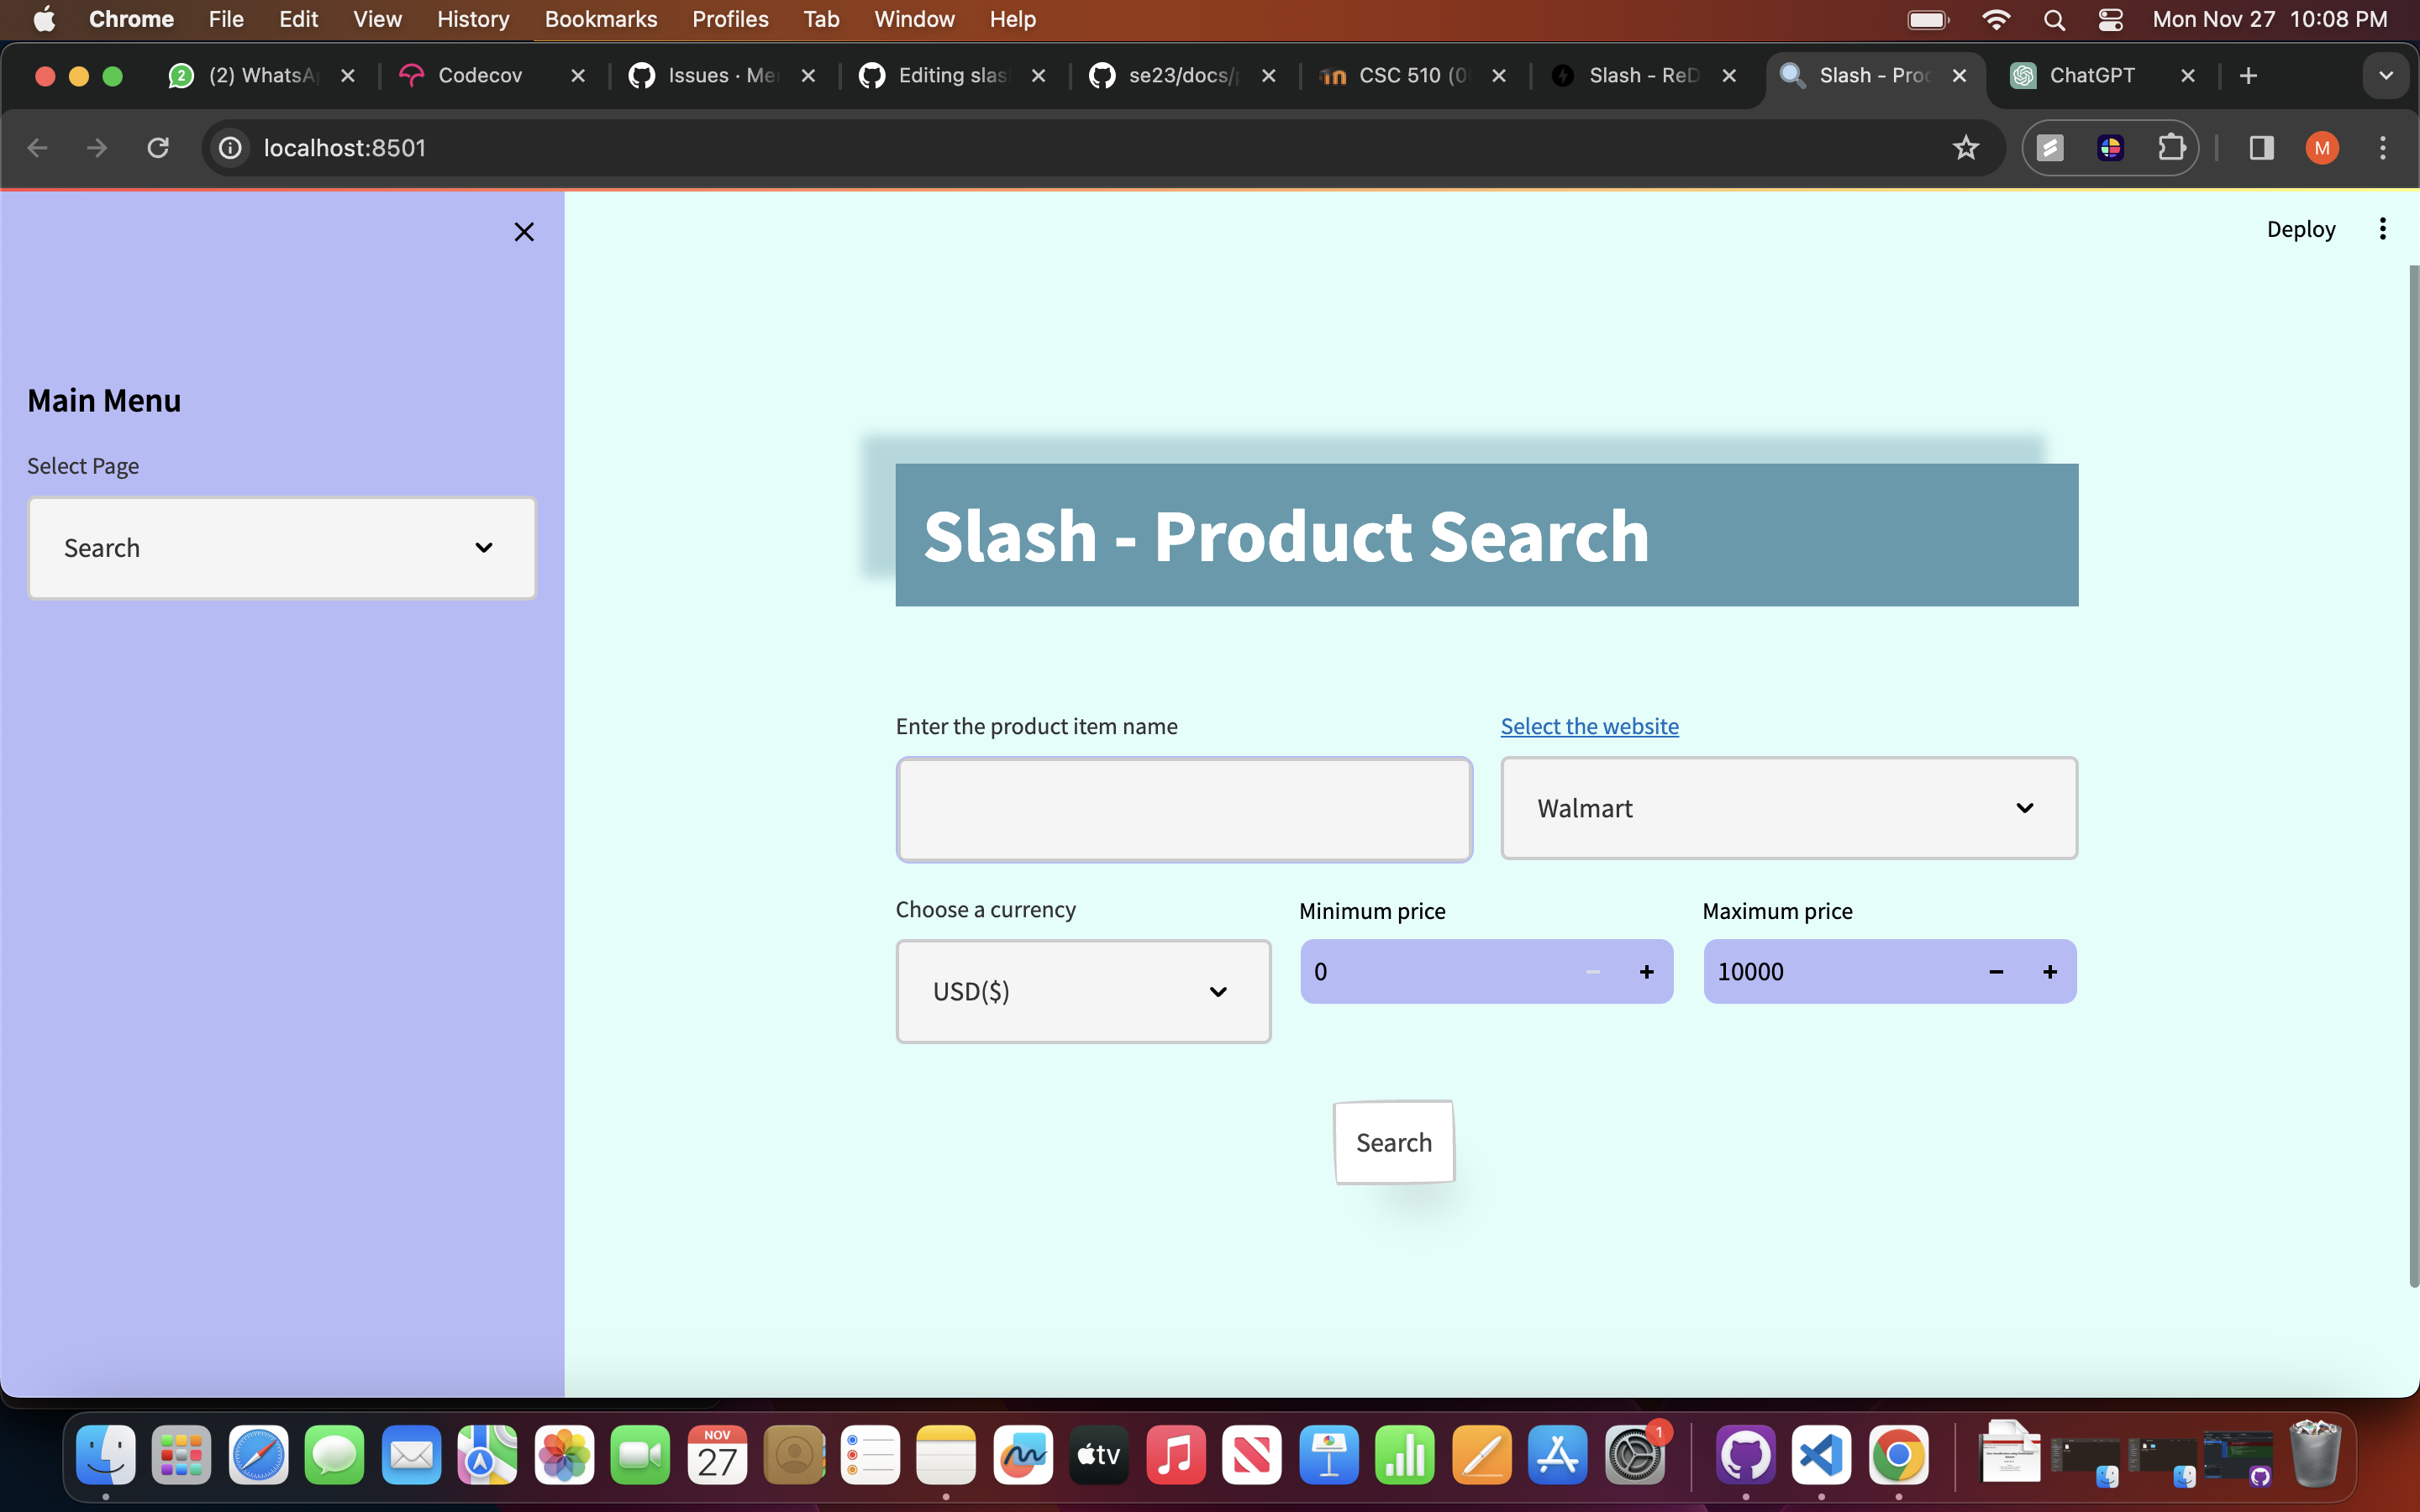 Chrome File Edit View History Bookmarks Profiles Tab Window Help Mon Nov 27 10:08 PM
2 (2) WhatsA Codecov Issues · Me Editing slas se23/docs/ CSC 510 (0 Slash - ReD Slash - Proc ChatGPT
localhost:8501 M
Deploy
Main Menu
Select Page
Search
Slash - Product Search
Enter the product item name Select the website
Walmart
Choose a currency Minimum price Maximum price
USD($) 0 − + 10000 − +
Search
NOV
27
tv
1